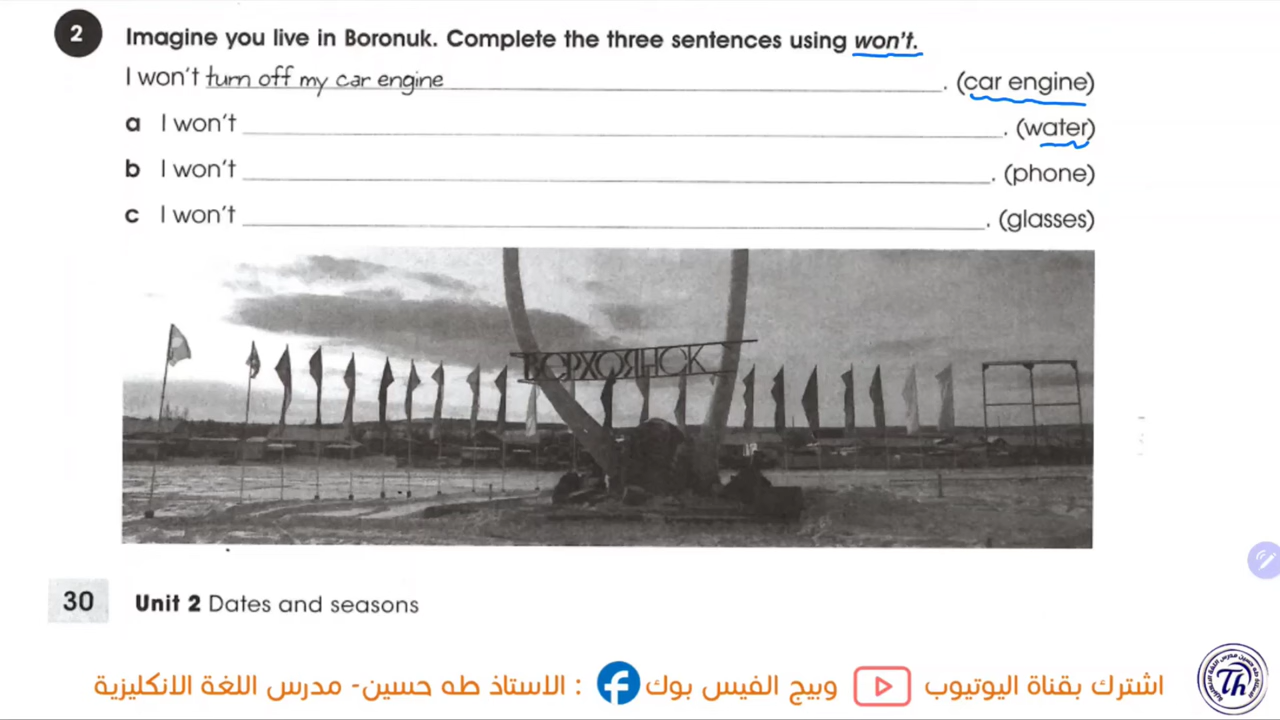 2 Imagine you live in Boronuk. Complete the three sentences using won't.
I won't turn off my car engine . (car engine)
a I won't . (water)
b I won't . (phone)
c I won't . (glasses)
ВЕРХОЯНСК
30 Unit 2 Dates and seasons
اشترك بقناة اليوتيوب وبيج الفيس بوك : الاستاذ طه حسين- مدرس اللغة الانكليزية
Th